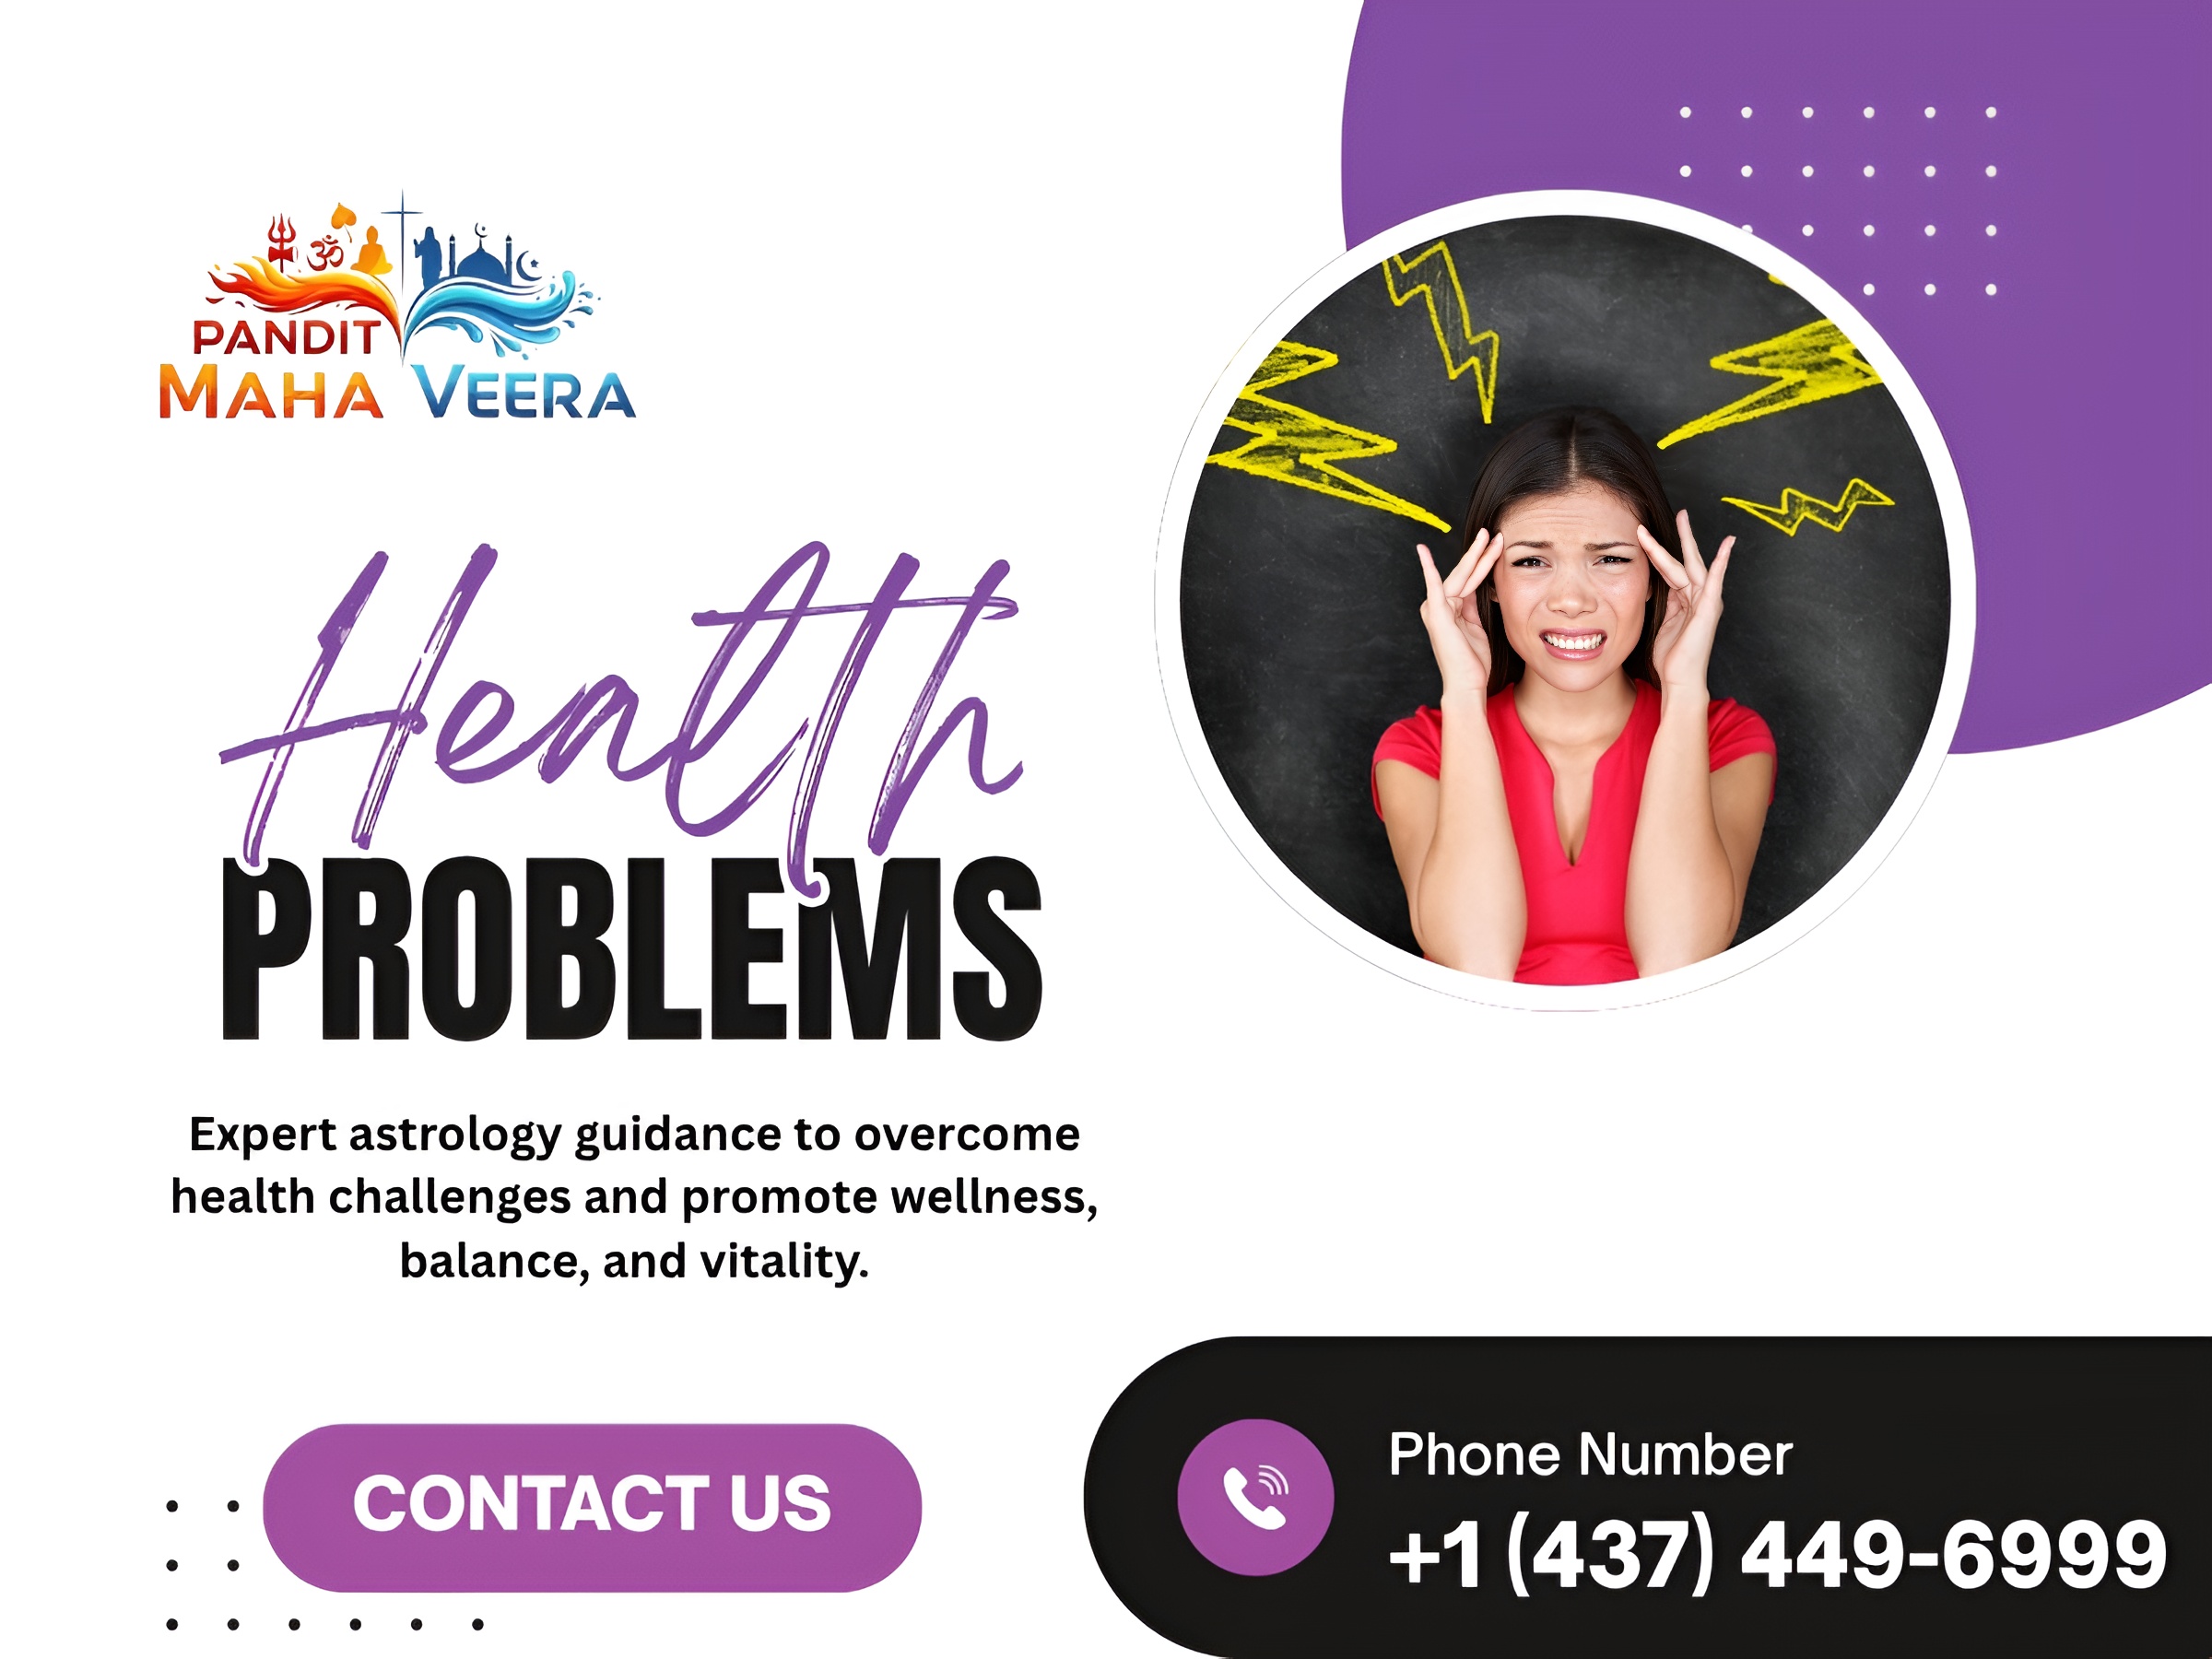 PANDIT
MAHA VEERA
Health
PROBLEMS
Expert astrology guidance to overcome
health challenges and promote wellness,
balance, and vitality.
CONTACT US
Phone Number
+1 (437) 449-6999